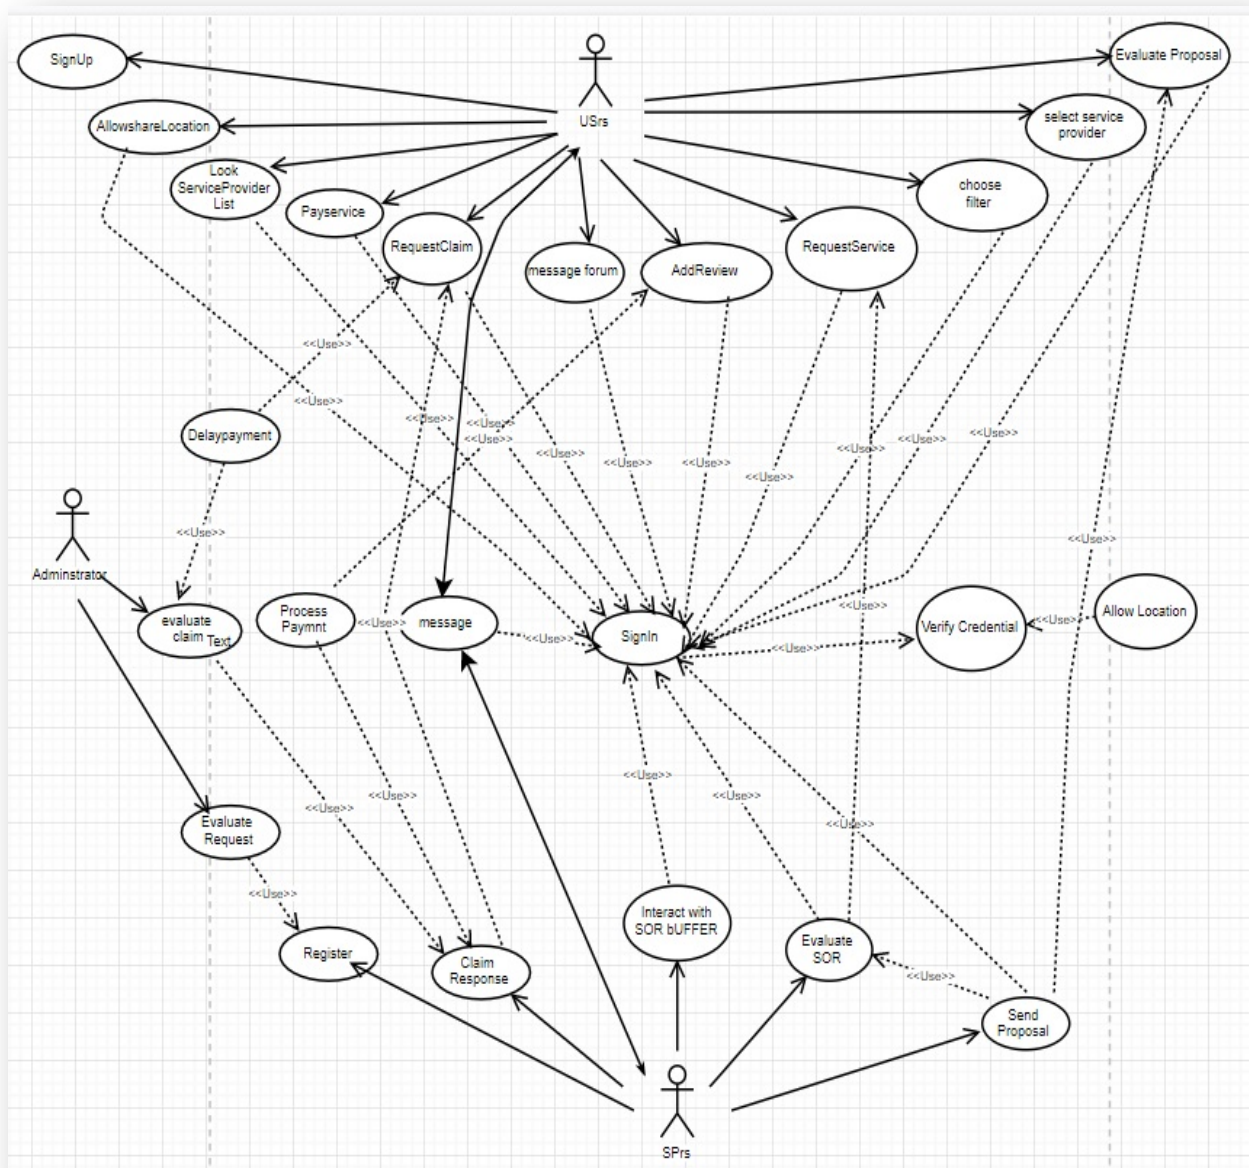 SignUp
USrs
Evaluate Proposal
AllowshareLocation
select service
provider
Look
ServiceProvider
List
Payservice
choose
filter
RequestClaim
message forum
AddReview
RequestService
<<Use>>
<<Use>>
<<Use>>
<<Use>>
<<Use>>
<<Use>>
<<Use>>
<<Use>>
<<Use>>
<<Use>>
<<Use>>
<<Use>>
Delaypayment
<<Use>>
<<Use>>
Adminstrator
evaluate
claim
Text
Process
Paymnt
<<Use>>
message
<<Use>>
SignIn
<<Use>>
<<Use>>
Verify Credential
<<Use>>
Allow Location
<<Use>>
<<Use>>
<<Use>>
<<Use>>
<<Use>>
Evaluate
Request
<<Use>>
Register
Claim
Response
Interact with
SOR bUFFER
Evaluate
SOR
<<Use>>
Send
Proposal
SPrs